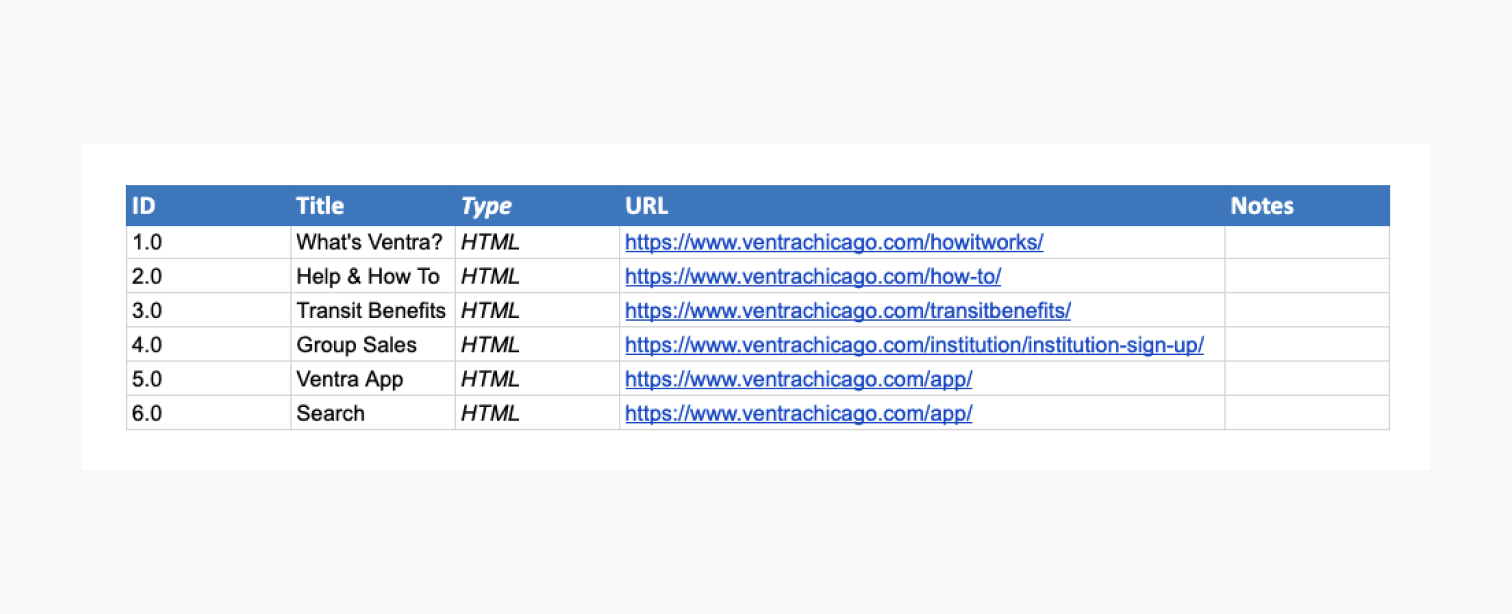 ID Title Type URL Notes
1.0 What's Ventra? HTML https://www.ventrachicago.com/howitworks/
2.0 Help & How To HTML https://www.ventrachicago.com/how-to/
3.0 Transit Benefits HTML https://www.ventrachicago.com/transitbenefits/
4.0 Group Sales HTML https://www.ventrachicago.com/institution/institution-sign-up/
5.0 Ventra App HTML https://www.ventrachicago.com/app/
6.0 Search HTML https://www.ventrachicago.com/app/